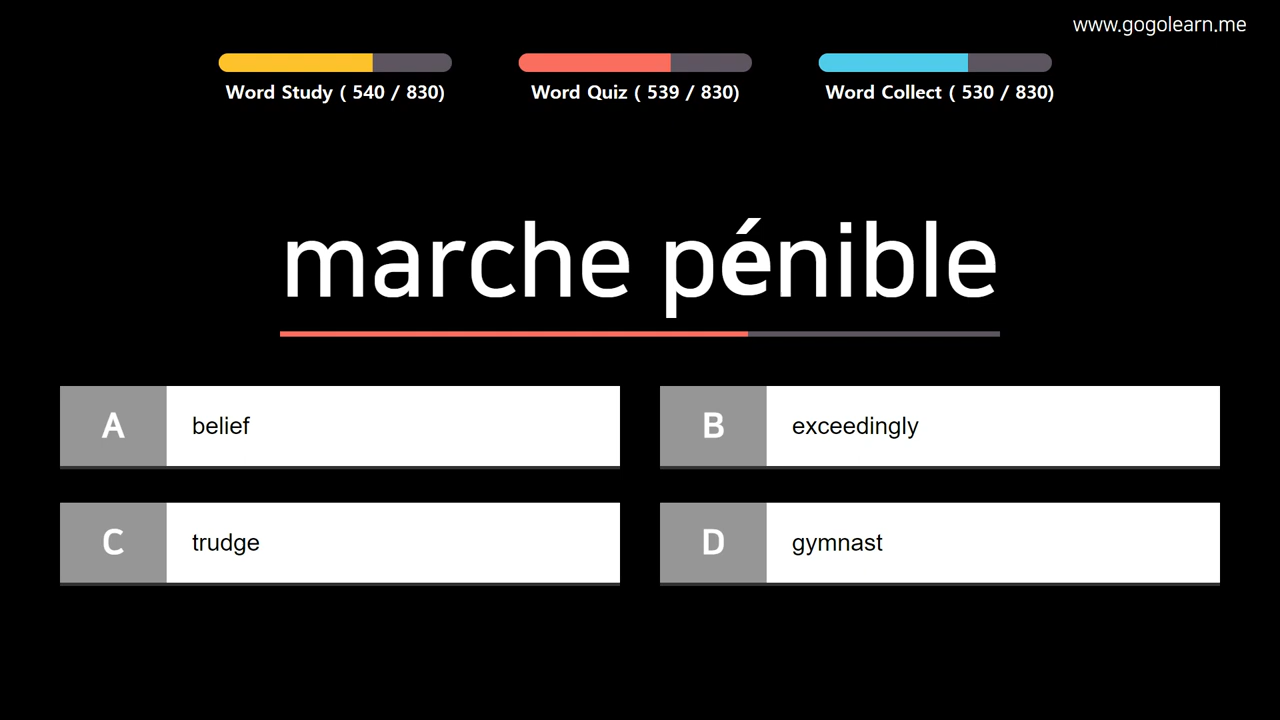 www.gogolearn.me
Word Study ( 540 / 830)
Word Quiz ( 539 / 830)
Word Collect ( 530 / 830)
marche pénible
A belief
B exceedingly
C trudge
D gymnast